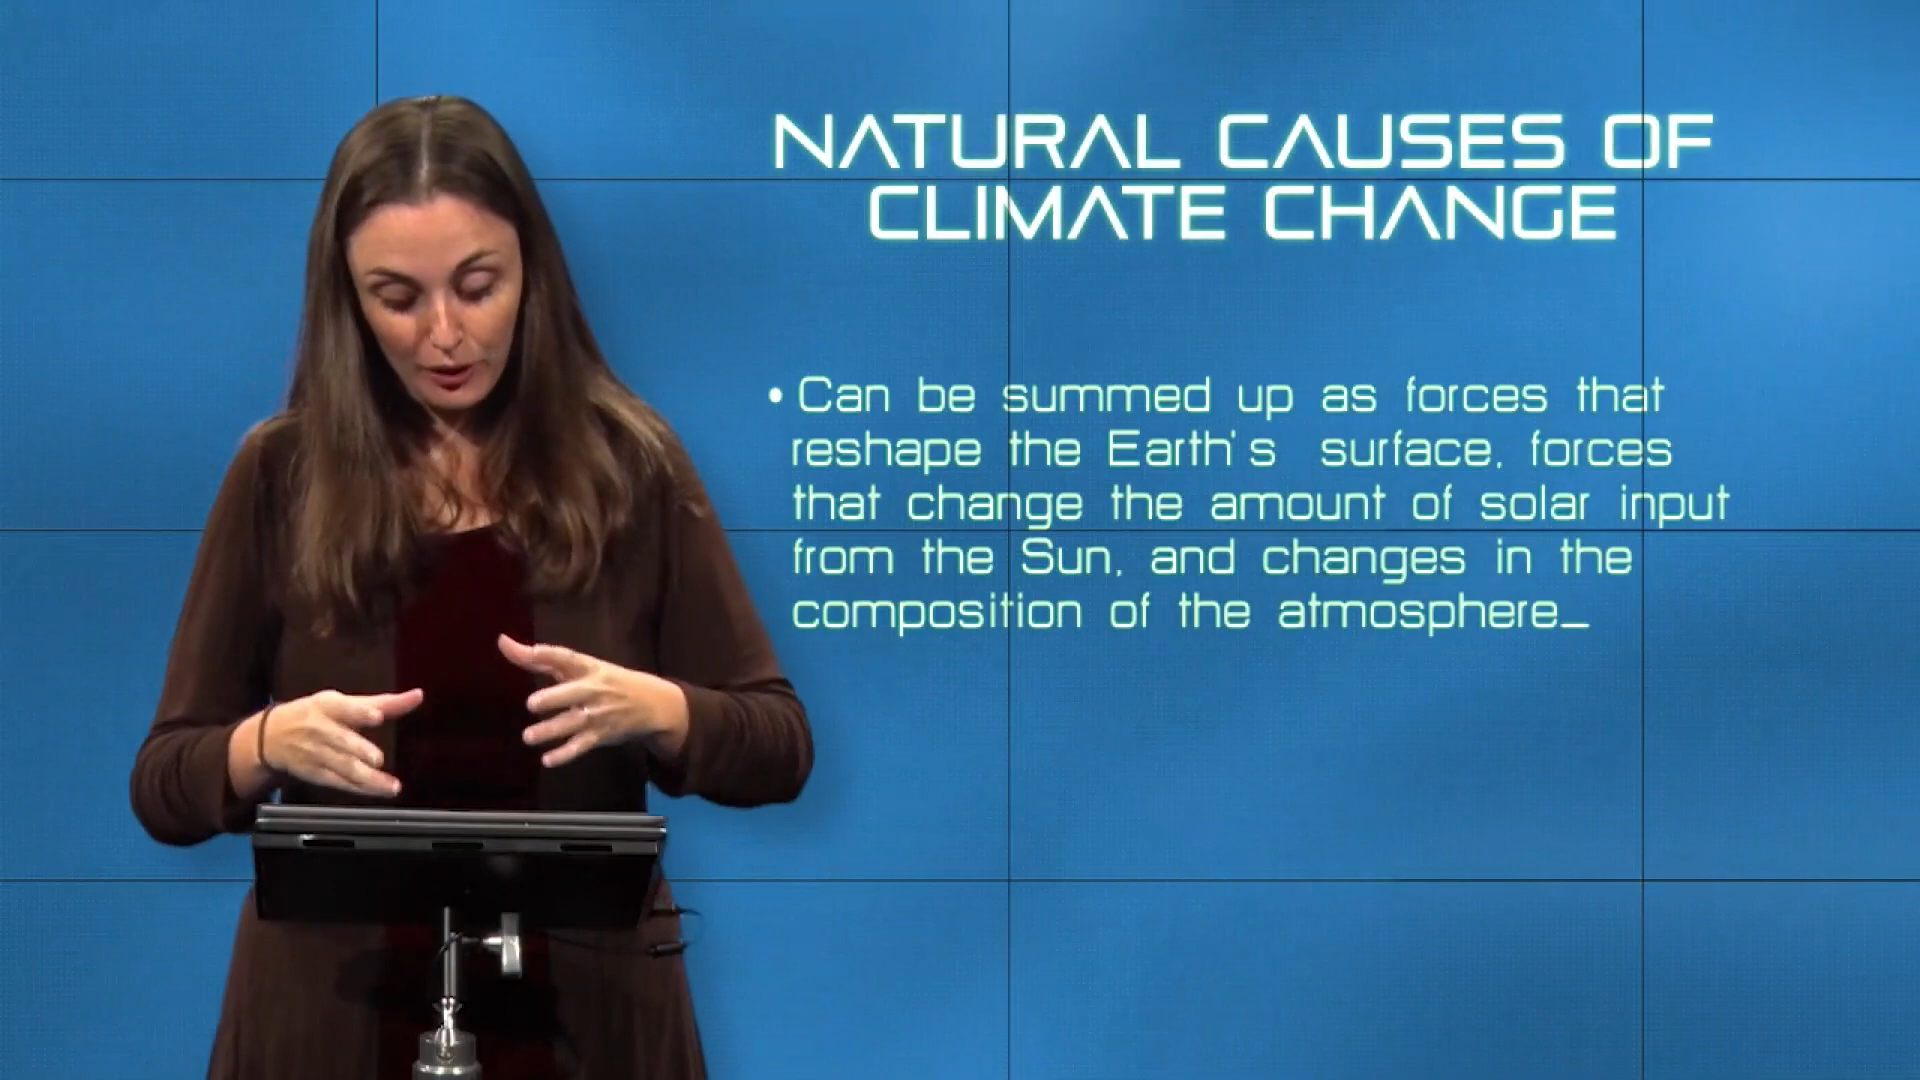 NATURAL CAUSES OF
CLIMATE CHANGE
• Can be summed up as forces that
reshape the Earth's surface, forces
that change the amount of solar input
from the Sun, and changes in the
composition of the atmosphere_